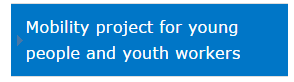 Mobility project for young
people and youth workers